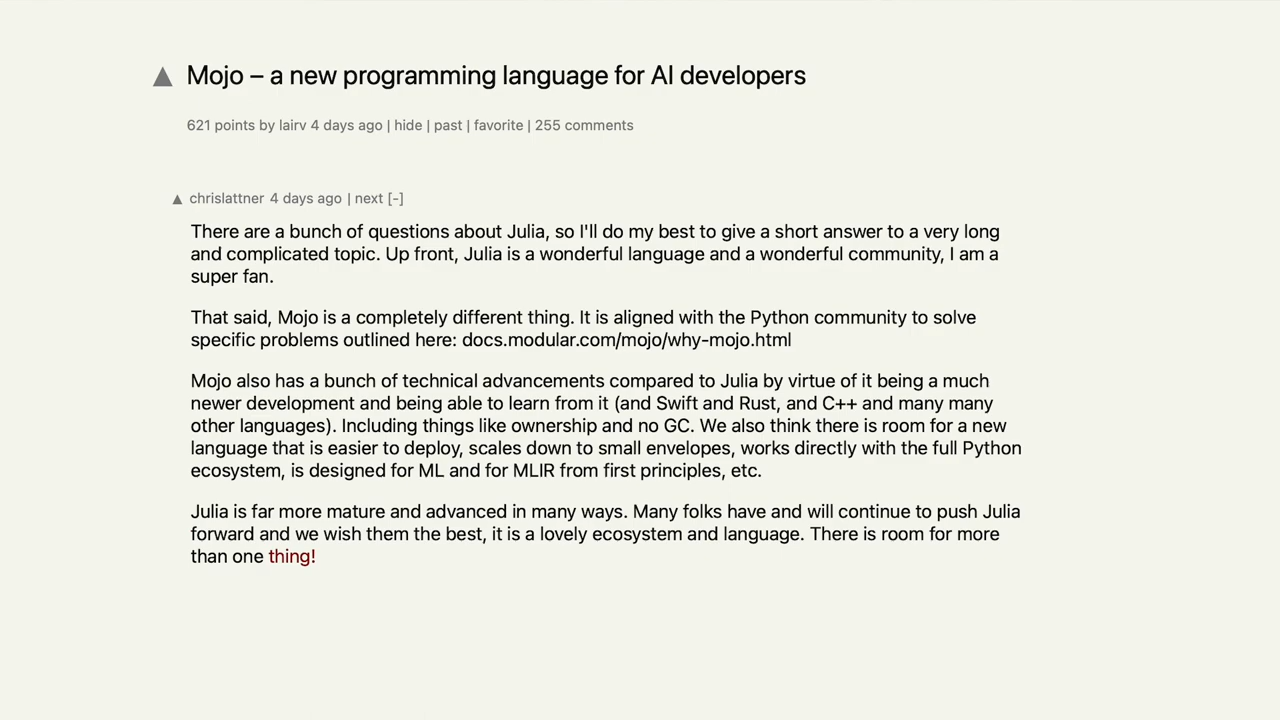 ▲ Mojo – a new programming language for AI developers
621 points by lairv 4 days ago | hide | past | favorite | 255 comments
▲ chrislattner 4 days ago | next [-]
There are a bunch of questions about Julia, so I'll do my best to give a short answer to a very long
and complicated topic. Up front, Julia is a wonderful language and a wonderful community, I am a
super fan.
That said, Mojo is a completely different thing. It is aligned with the Python community to solve
specific problems outlined here: docs.modular.com/mojo/why-mojo.html
Mojo also has a bunch of technical advancements compared to Julia by virtue of it being a much
newer development and being able to learn from it (and Swift and Rust, and C++ and many many
other languages). Including things like ownership and no GC. We also think there is room for a new
language that is easier to deploy, scales down to small envelopes, works directly with the full Python
ecosystem, is designed for ML and for MLIR from first principles, etc.
Julia is far more mature and advanced in many ways. Many folks have and will continue to push Julia
forward and we wish them the best, it is a lovely ecosystem and language. There is room for more
than one thing!